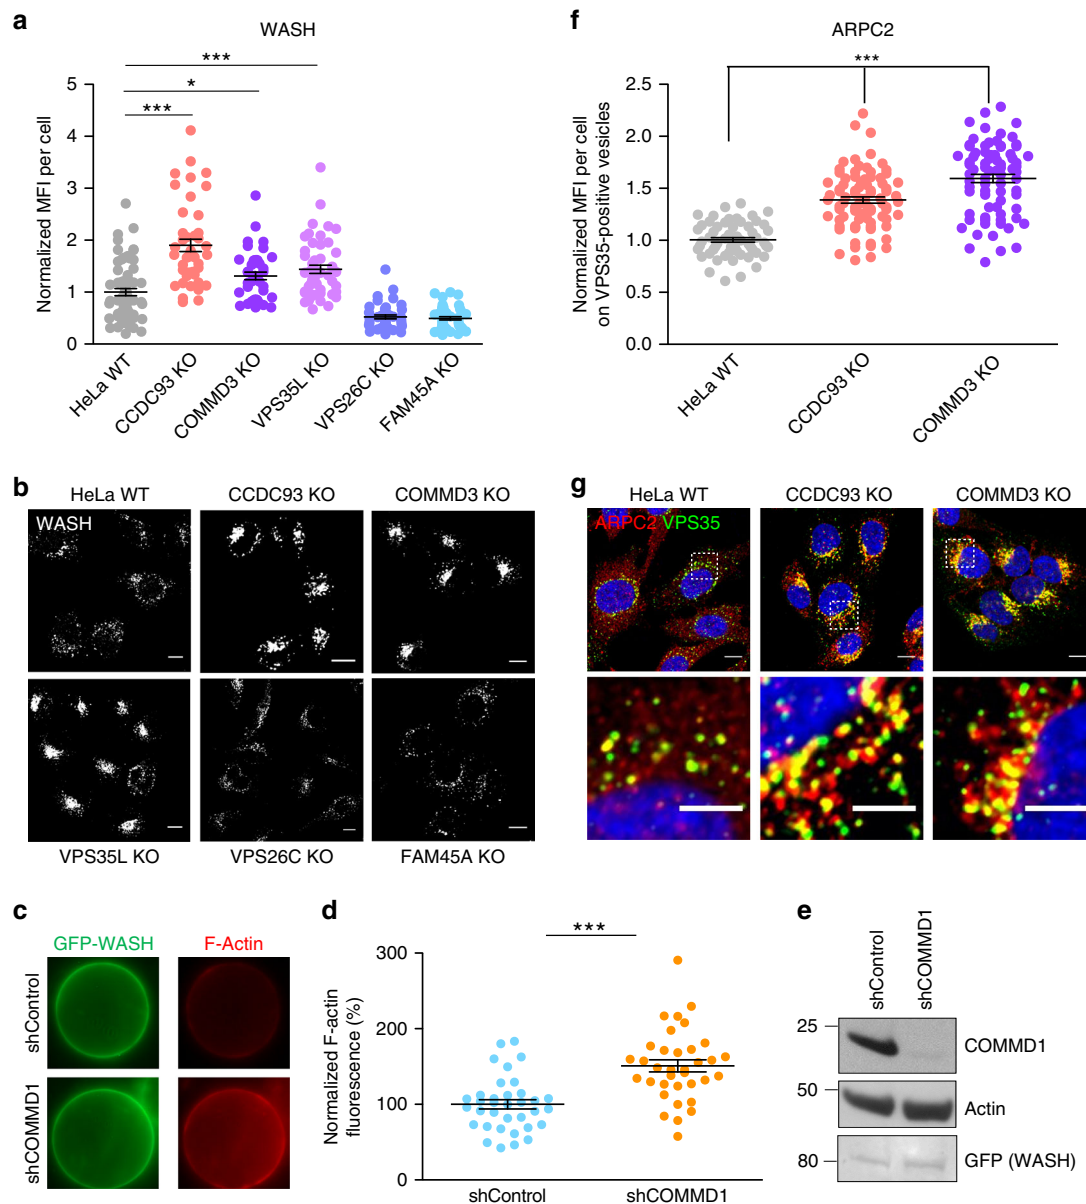 a
WASH
***
*
***
Normalized MFI per cell
5
4
3
2
1
0
HeLa WT
CCDC93 KO
COMMD3 KO
VPS35L KO
VPS26C KO
FAM45A KO
f
ARPC2
***
Normalized MFI per cell
on VPS35-positive vesicles
2.5
2.0
1.5
1.0
0.5
0.0
HeLa WT
CCDC93 KO
COMMD3 KO
b
HeLa WT
CCDC93 KO
COMMD3 KO
WASH
VPS35L KO
VPS26C KO
FAM45A KO
g
HeLa WT
CCDC93 KO
COMMD3 KO
ARPC2 VPS35
c
GFP-WASH
F-Actin
shControl
shCOMMD1
d
***
Normalized F-actin
fluorescence (%)
300
200
100
0
shControl
shCOMMD1
e
shControl
shCOMMD1
25
COMMD1
50
Actin
80
GFP (WASH)